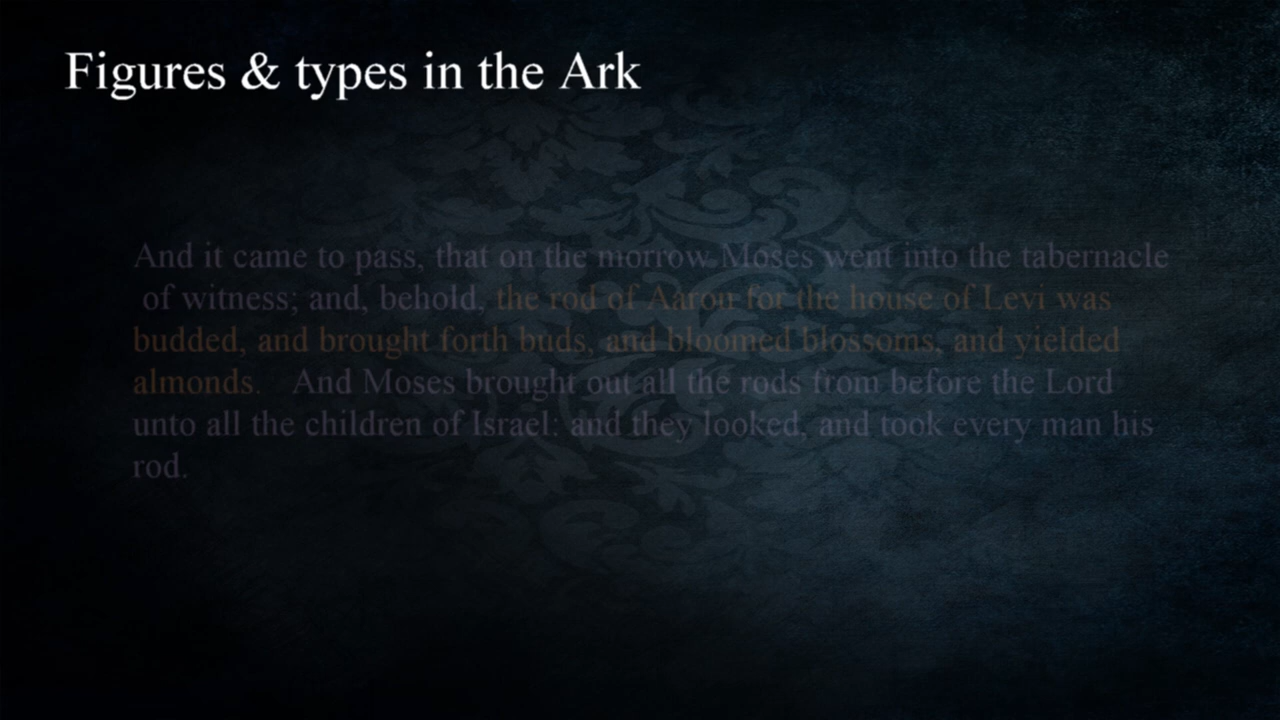 Figures & types in the Ark
And it came to pass, that on the morrow Moses went into the tabernacle
of witness; and, behold, the rod of Aaron for the house of Levi was
budded, and brought forth buds, and bloomed blossoms, and yielded
almonds. And Moses brought out all the rods from before the Lord
unto all the children of Israel: and they looked, and took every man his
rod.